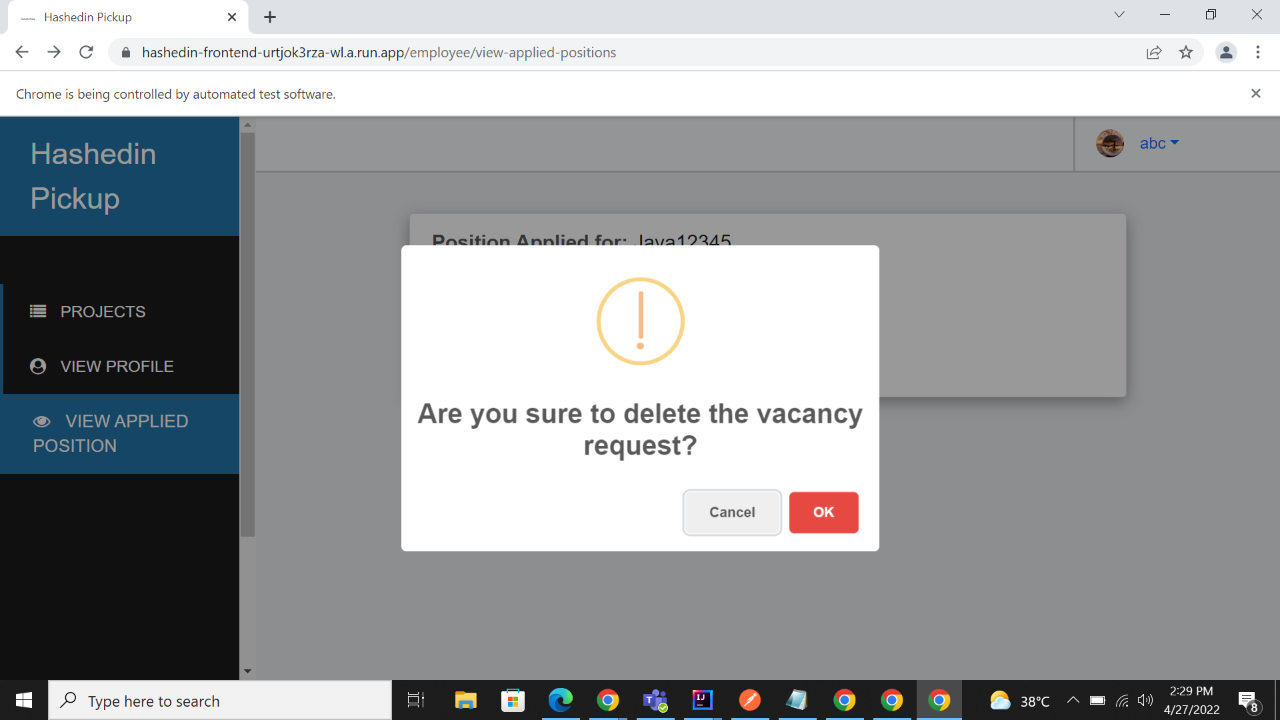 Hashedin Pickup
hashedin-frontend-urtjok3rza-wl.a.run.app/employee/view-applied-positions
Chrome is being controlled by automated test software.
Hashedin
Pickup
abc
PROJECTS
VIEW PROFILE
VIEW APPLIED
POSITION
Position Applied for: Java12345
Are you sure to delete the vacancy
request?
Cancel
OK
Type here to search
38°C
2:29 PM
4/27/2022
8